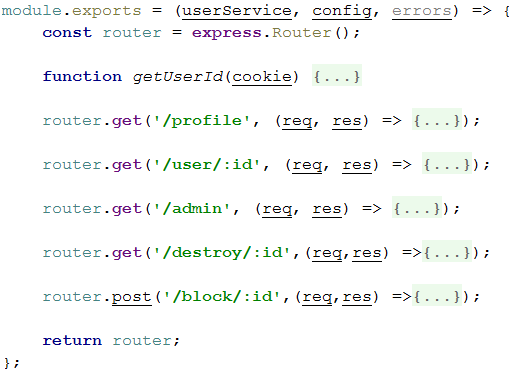 module.exports = (userService, config, errors) => {
const router = express.Router();
function getUserId(cookie) {...}
router.get('/profile', (req, res) => {...});
router.get('/user/:id', (req, res) => {...});
router.get('/admin', (req, res) => {...});
router.get('/destroy/:id',(req,res) =>{...});
router.post('/block/:id',(req,res) =>{...});
return router;
};